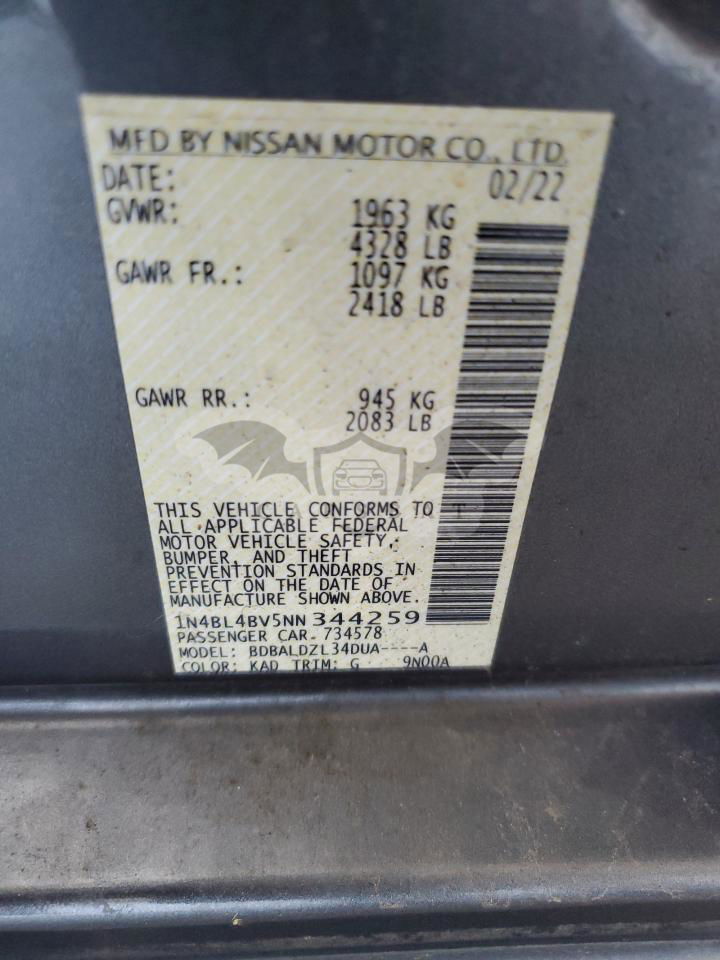 MFD BY NISSAN MOTOR CO., LTD.
DATE: 02/22
GVWR: 1963 KG
4328 LB
GAWR FR.: 1097 KG
2418 LB
GAWR RR.: 945 KG
2083 LB
THIS VEHICLE CONFORMS TO T
ALL APPLICABLE FEDERAL
MOTOR VEHICLE SAFETY,
BUMPER, AND THEFT
PREVENTION STANDARDS IN
EFFECT ON THE DATE OF
MANUFACTURE SHOWN ABOVE.
1N4BL4BV5NN344259
PASSENGER CAR 734578
MODEL: BDBALDZL34DUA----A
COLOR: KAD TRIM: G 9N00A